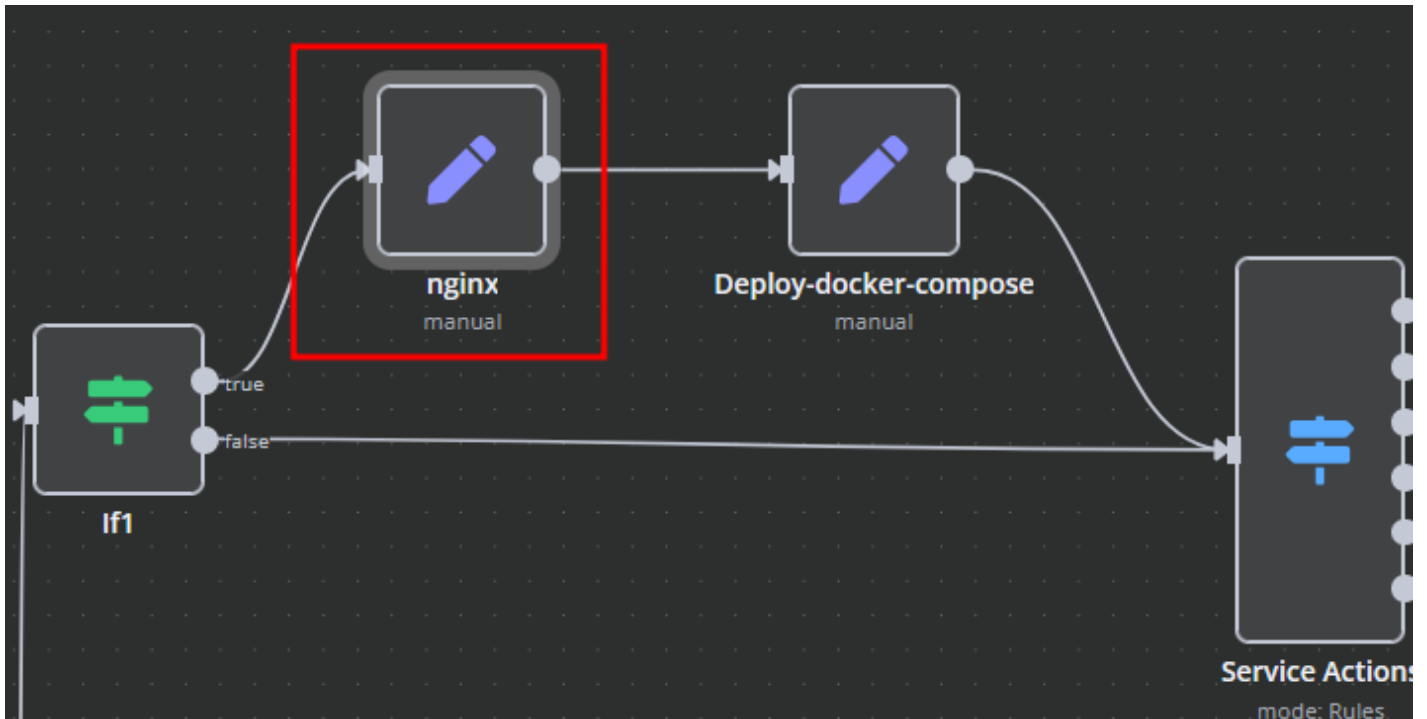 nginx
manual
Deploy-docker-compose
manual
true
false
If1
Service Actions
mode: Rules